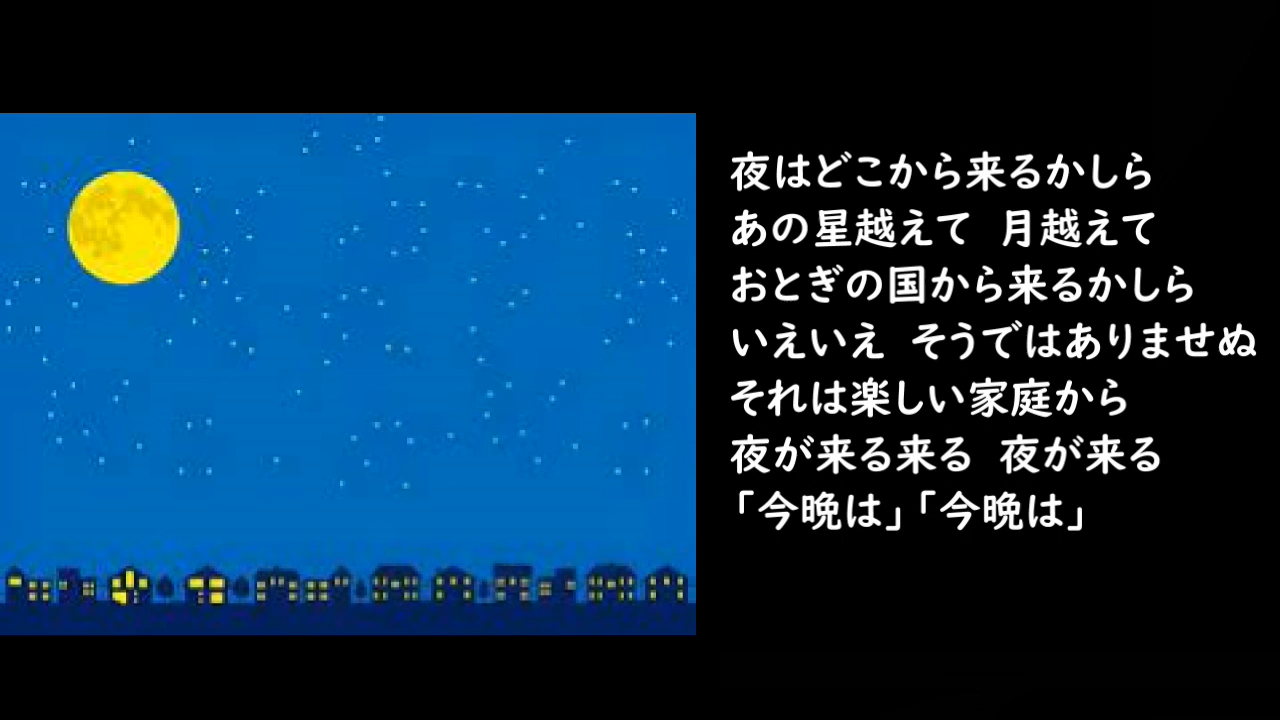 夜はどこから来るかしら
あの星越えて　月越えて
おとぎの国から来るかしら
いえいえ　そうではありませぬ
それは楽しい家庭から
夜が来る来る　夜が来る
「今晩は」「今晩は」